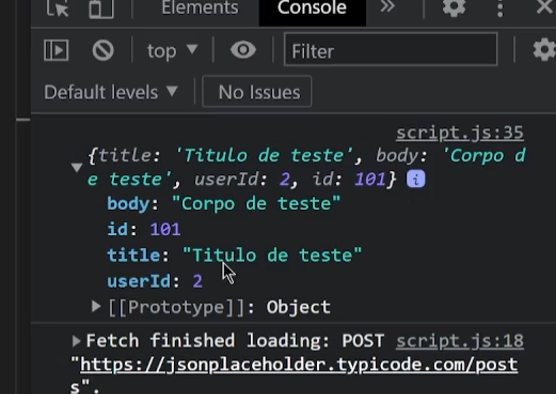 Elements Console »
top ▼ Filter
Default levels ▼ No Issues
script.js:35
{title: 'Titulo de teste', body: 'Corpo d
e teste', userId: 2, id: 101} i
body: "Corpo de teste"
id: 101
title: "Titulo de teste"
userId: 2
[[Prototype]]: Object
Fetch finished loading: POST script.js:18
"https://jsonplaceholder.typicode.com/post
s".